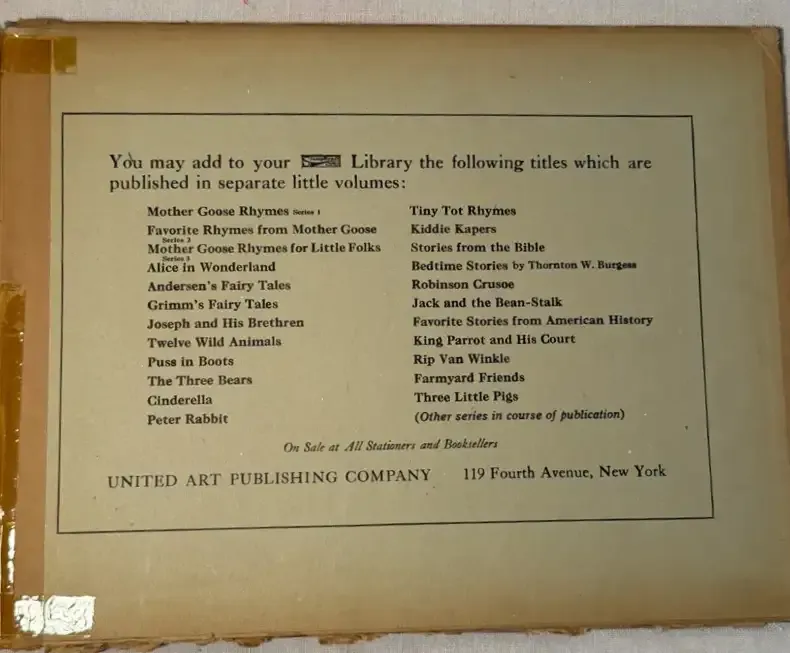 You may add to your Library the following titles which are
published in separate little volumes:
Mother Goose Rhymes Series 1
Favorite Rhymes from Mother Goose
Series 2
Mother Goose Rhymes for Little Folks
Series 3
Alice in Wonderland
Andersen's Fairy Tales
Grimm's Fairy Tales
Joseph and His Brethren
Twelve Wild Animals
Puss in Boots
The Three Bears
Cinderella
Peter Rabbit
Tiny Tot Rhymes
Kiddie Kapers
Stories from the Bible
Bedtime Stories by Thornton W. Burgess
Robinson Crusoe
Jack and the Bean-Stalk
Favorite Stories from American History
King Parrot and His Court
Rip Van Winkle
Farmyard Friends
Three Little Pigs
(Other series in course of publication)
On Sale at All Stationers and Booksellers
UNITED ART PUBLISHING COMPANY 119 Fourth Avenue, New York